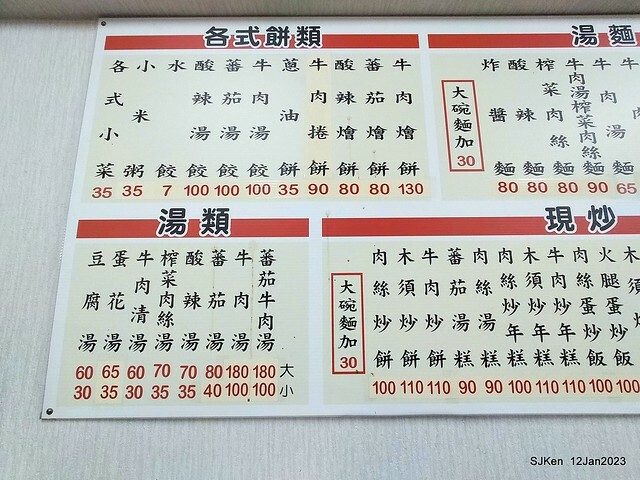 各式餅類
各式小菜 35
小米粥 35
水餃 7
酸辣湯餃 100
蕃茄湯餃 100
牛肉湯餃 100
蔥油餅 35
牛肉捲餅 90
酸辣燴餅 80
蕃茄燴餅 80
牛肉燴餅 130
湯麵
大碗麵加30
炸醬麵 80
酸辣麵 80
榨菜肉絲麵 80
牛肉湯榨菜肉絲麵 90
牛肉湯麵 65
湯類
豆腐湯 60 30
蛋花湯 65 35
牛肉清湯 60 30
榨菜肉絲湯 70 35
酸辣湯 70 35
蕃茄湯 80 40
牛肉湯 180 100
蕃茄牛肉湯 180 100
大 小
現炒
大碗麵加30
肉絲炒餅 100
木須炒餅 110
牛肉炒餅 110
蕃茄湯糕 90
肉絲湯糕 90
肉絲炒年糕 100
木須炒年糕 110
牛肉炒年糕 110
肉絲蛋炒飯 100
火腿蛋炒飯 100
SJKen 12Jan2023